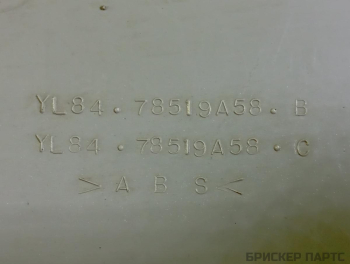 YL84 · 78519A58 · B
YL84 · 78519A58 · C
>ABS<
БРИСКЕР ПАРТС